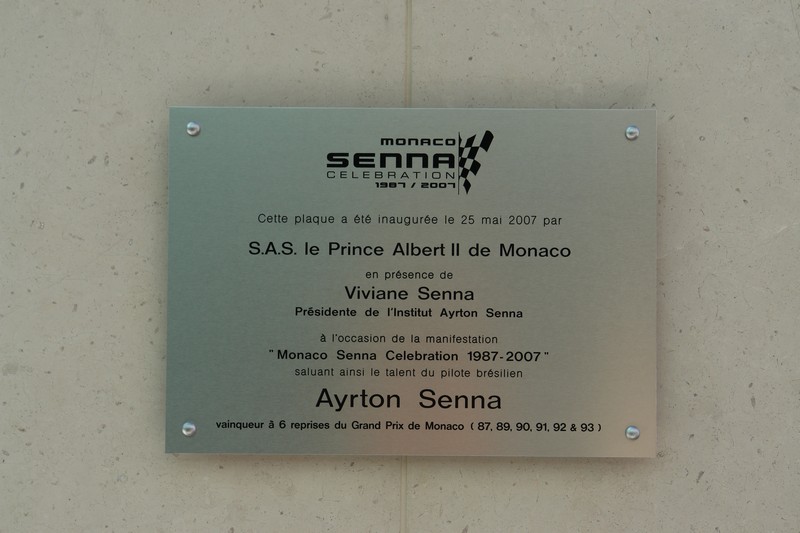 MONACO
SENNA
CELEBRATION
1987 / 2007
Cette plaque a été inaugurée le 25 mai 2007 par
S.A.S. le Prince Albert II de Monaco
en présence de
Viviane Senna
Présidente de l'Institut Ayrton Senna
à l'occasion de la manifestation
"Monaco Senna Celebration 1987-2007"
saluant ainsi le talent du pilote brésilien
Ayrton Senna
vainqueur à 6 reprises du Grand Prix de Monaco ( 87, 89, 90, 91, 92 & 93 )